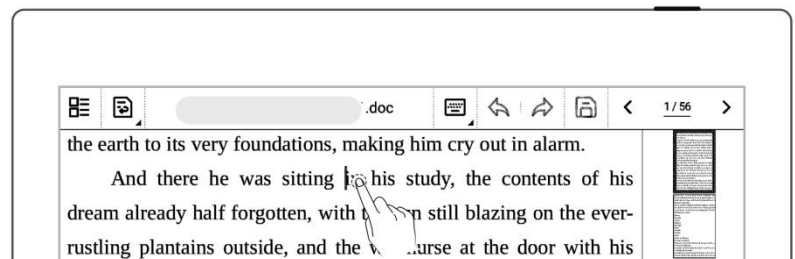 .doc
1 / 56
the earth to its very foundations, making him cry out in alarm.
And there he was sitting his study, the contents of his
dream already half forgotten, with still blazing on the ever-
rustling plantains outside, and the at the door with his